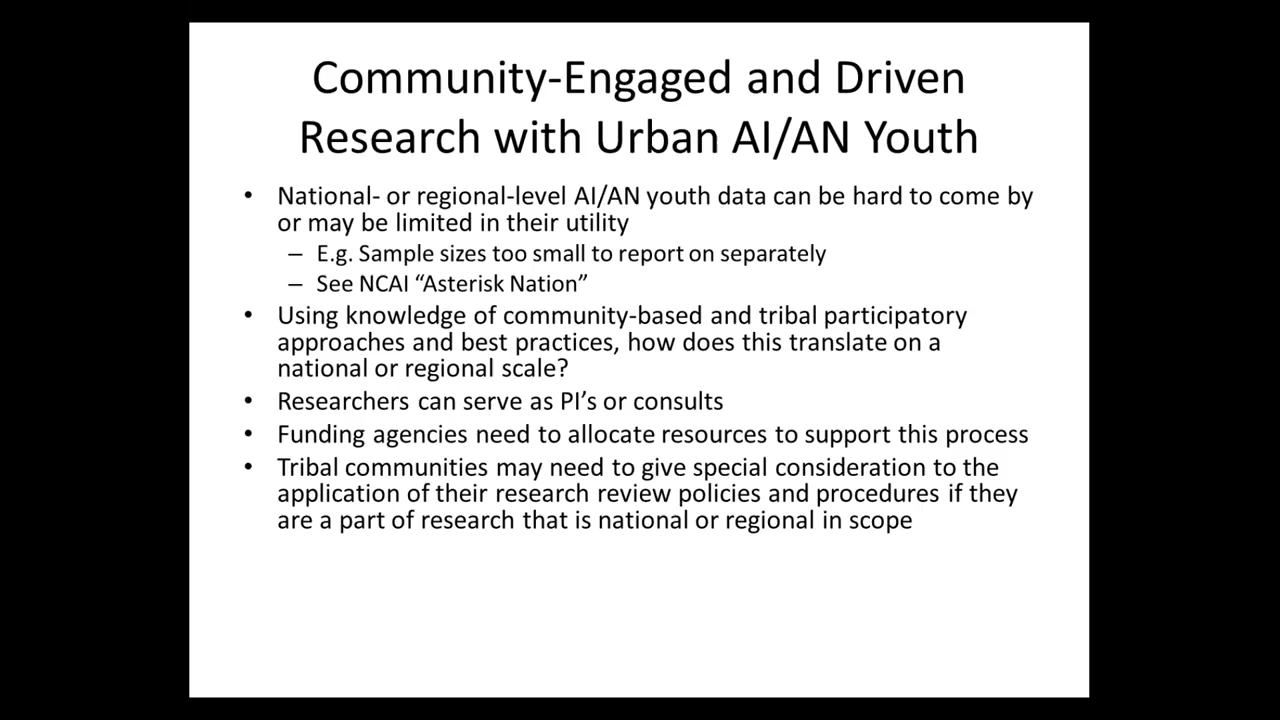 Community-Engaged and Driven
Research with Urban AI/AN Youth
• National- or regional-level AI/AN youth data can be hard to come by
or may be limited in their utility
– E.g. Sample sizes too small to report on separately
– See NCAI “Asterisk Nation”
• Using knowledge of community-based and tribal participatory
approaches and best practices, how does this translate on a
national or regional scale?
• Researchers can serve as PI’s or consults
• Funding agencies need to allocate resources to support this process
• Tribal communities may need to give special consideration to the
application of their research review policies and procedures if they
are a part of research that is national or regional in scope